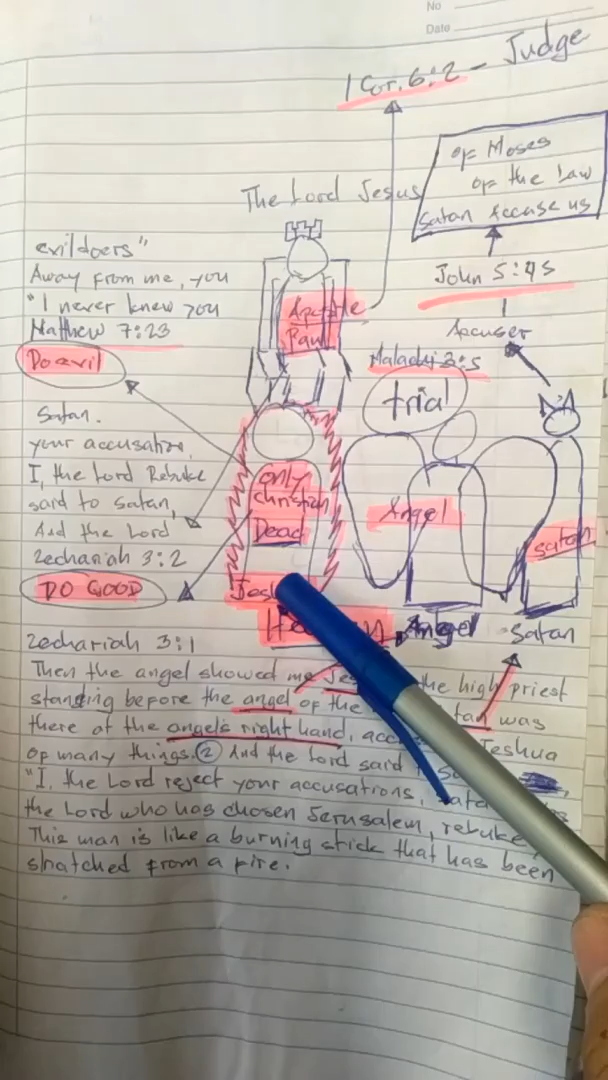 No
Date
1 Cor. 6:2 - Judge
of Moses
of the Law
Satan Accuse us
The Lord Jesus
John 5:45
Accuser
evildoers"
Away from me, you
"I never knew you
Matthew 7:23
Do evil
Apostle
Paul
Malachi 3:5
trial
Satan.
your accusation,
I, the Lord Rebuke
said to Satan,
And the Lord
Zechariah 3:2
DO GOOD
only
christian
Dead
Angel
satan
Angel
Satan
Zechariah 3:1
Then the angel showed me the high priest
standing before the angel of the was
there at the angel's right hand, Jeshua
of many things. 2 And the Lord said
"I, the Lord reject your accusations,
the Lord who has chosen Jerusalem, rebuke
This man is like a burning stick that has been
snatched from a fire.